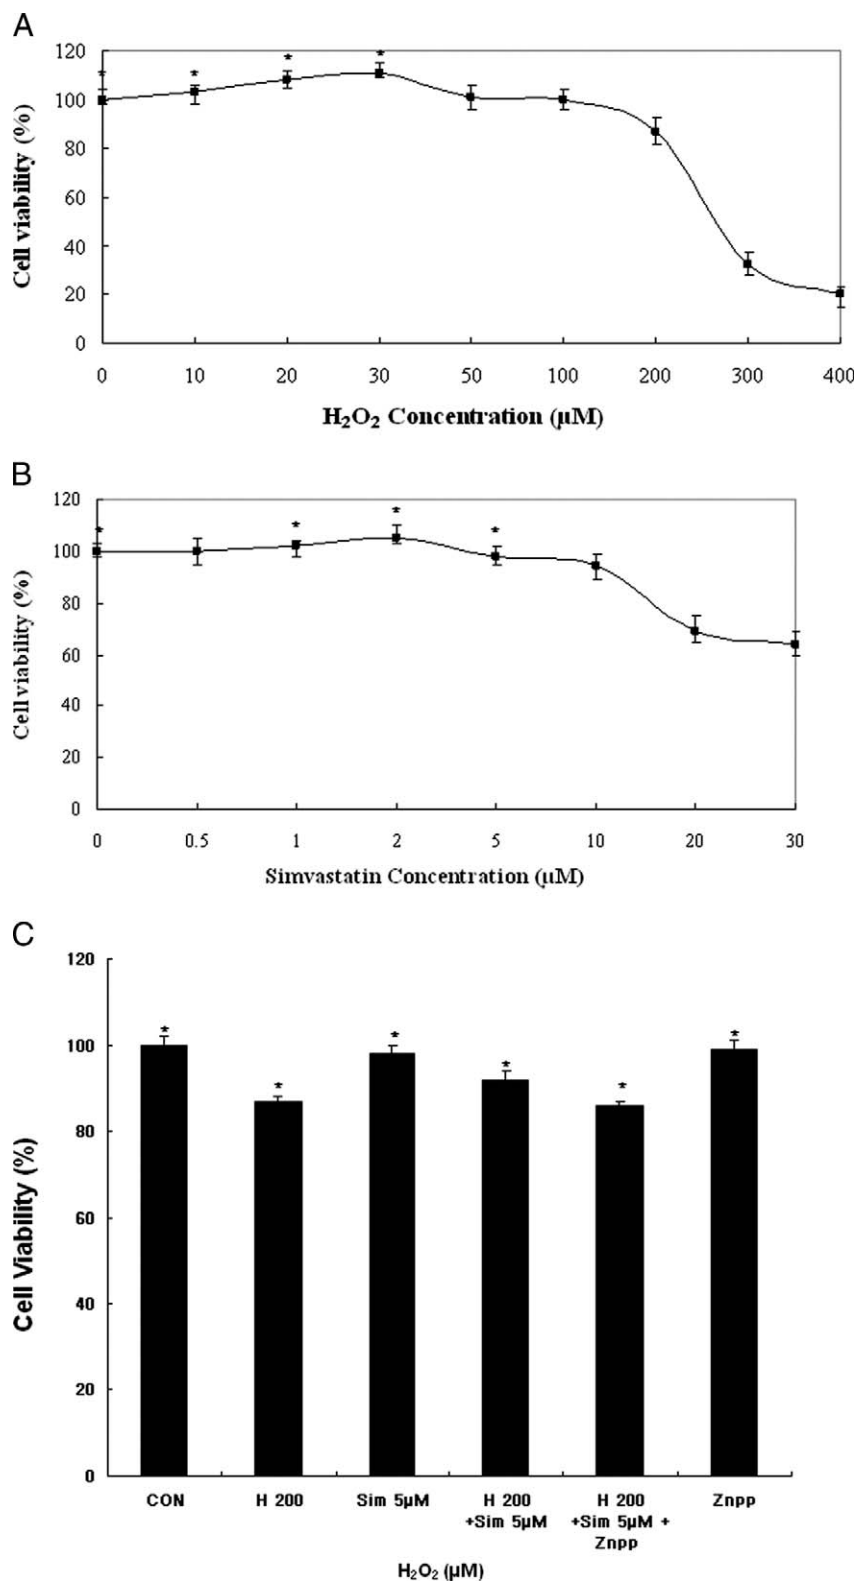 A
120
100
80
60
40
20
0
Cell viability (%)
* * * *
0 10 20 30 50 100 200 300 400
H₂O₂ Concentration (μM)
B
120
100
80
60
40
20
0
Cell viability (%)
* * * *
0 0.5 1 2 5 10 20 30
Simvastatin Concentration (μM)
C
120
100
80
60
40
20
0
Cell Viability (%)
* * * * * *
CON H 200 Sim 5μM H 200 H 200 Znpp
+Sim 5μM +Sim 5μM +
Znpp
H₂O₂ (μM)